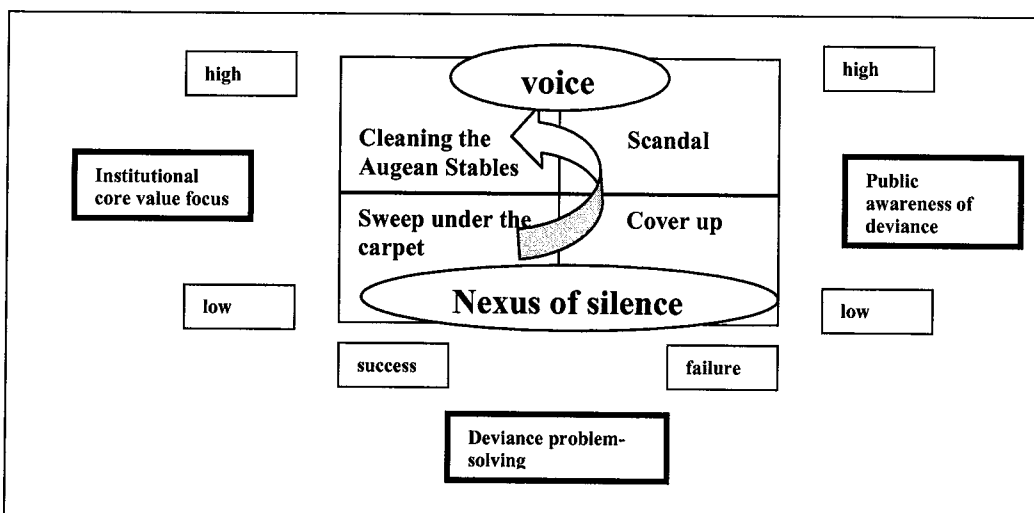 high
voice
high
Cleaning the
Augean Stables
Scandal
Institutional
core value focus
Public
awareness of
deviance
Sweep under the
carpet
Cover up
low
Nexus of silence
low
success
failure
Deviance problem-
solving